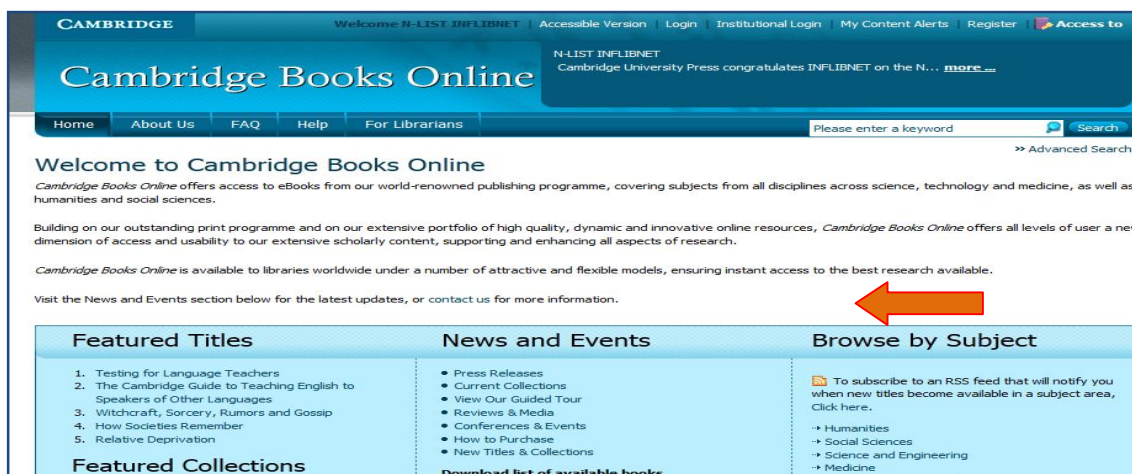 CAMBRIDGE
Welcome N-LIST INFLIBNET | Accessible Version | Login | Institutional Login | My Content Alerts | Register | Access to
Cambridge Books Online
N-LIST INFLIBNET
Cambridge University Press congratulates INFLIBNET on the N... more ...
Home About Us FAQ Help For Librarians
Please enter a keyword Search
>> Advanced Search
Welcome to Cambridge Books Online
Cambridge Books Online offers access to eBooks from our world-renowned publishing programme, covering subjects from all disciplines across science, technology and medicine, as well as
humanities and social sciences.
Building on our outstanding print programme and on our extensive portfolio of high quality, dynamic and innovative online resources, Cambridge Books Online offers all levels of user a new
dimension of access and usability to our extensive scholarly content, supporting and enhancing all aspects of research.
Cambridge Books Online is available to libraries worldwide under a number of attractive and flexible models, ensuring instant access to the best research available.
Visit the News and Events section below for the latest updates, or contact us for more information.
Featured Titles
1. Testing for Language Teachers
2. The Cambridge Guide to Teaching English to
Speakers of Other Languages
3. Witchcraft, Sorcery, Rumors and Gossip
4. How Societies Remember
5. Relative Deprivation
Featured Collections
News and Events
• Press Releases
• Current Collections
• View Our Guided Tour
• Reviews & Media
• Conferences & Events
• How to Purchase
• New Titles & Collections
Download list of available books
Browse by Subject
To subscribe to an RSS feed that will notify you
when new titles become available in a subject area,
Click here.
Humanities
Social Sciences
Science and Engineering
Medicine